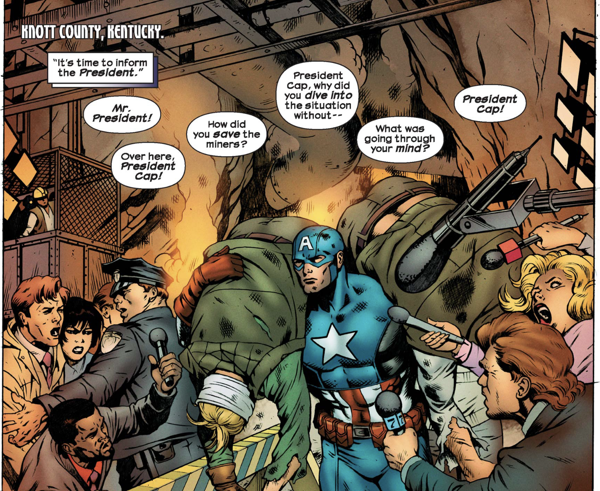 KNOTT COUNTY, KENTUCKY.
"It's time to inform
the President."
Mr.
President!
Over here,
President
Cap!
How did
you save the
miners?
President
Cap, why did
you dive into
the situation
without--
What was
going through
your mind?
President
Cap!
A